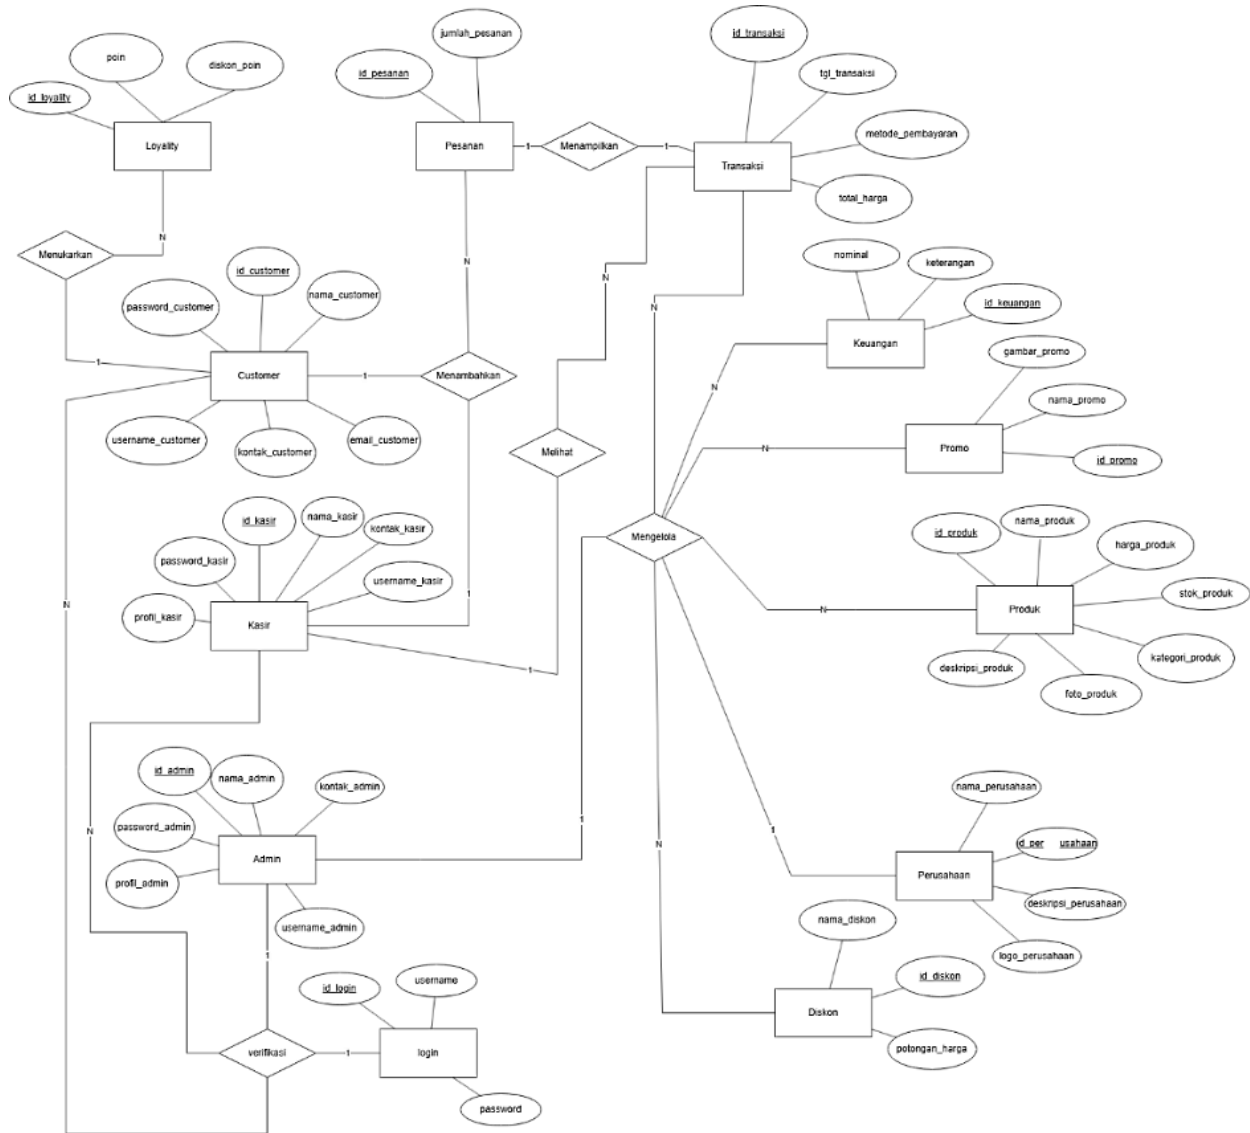 jumlah_pesanan
id_transaksi
poin
diskon_poin
id_pesanan
tgl_transaksi
id_loyality
metode_pembayaran
Loyality
Pesanan
1
Menampilkan
1
Transaksi
total_harga
N
Menukarkan
id_customer
nominal
keterangan
N
N
password_customer
nama_customer
N
id_keuangan
Keuangan
gambar_promo
1
Customer
1
Menambahkan
N
nama_promo
username_customer
kontak_customer
email_customer
Melihat
N
Promo
id_promo
id_kasir
nama_kasir
kontak_kasir
Mengelola
id_produk
nama_produk
harga_produk
password_kasir
username_kasir
stok_produk
N
profil_kasir
Kasir
1
N
Produk
kategori_produk
1
deskripsi_produk
foto_produk
id_admin
nama_admin
kontak_admin
nama_perusahaan
password_admin
1
N
1
N
id_per usahaan
Admin
Perusahaan
profil_admin
deskripsi_perusahaan
username_admin
nama_diskon
1
logo_perusahaan
id_login
username
id_diskon
Diskon
verifikasi
1
login
potongan_harga
password